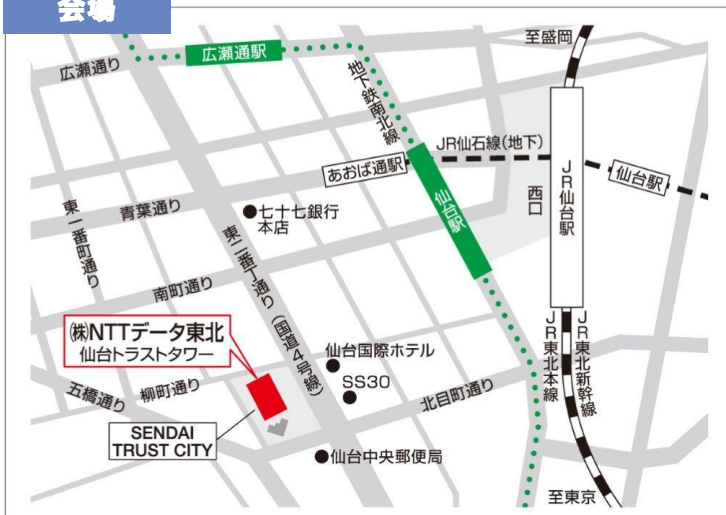 会場
至盛岡
広瀬通り
広瀬通駅
地下鉄南北線
JR仙石線(地下)
あおば通駅
西口
JR仙台駅
仙台駅
仙台駅
東一番町通り
青葉通り
七十七銀行
本店
東二番丁通り(国道4号線)
南町通り
㈱NTTデータ東北
仙台トラストタワー
仙台国際ホテル
SS30
JR東北本線
JR東北新幹線
五橋通り
柳町通り
北目町通り
SENDAI
TRUST CITY
仙台中央郵便局
至東京